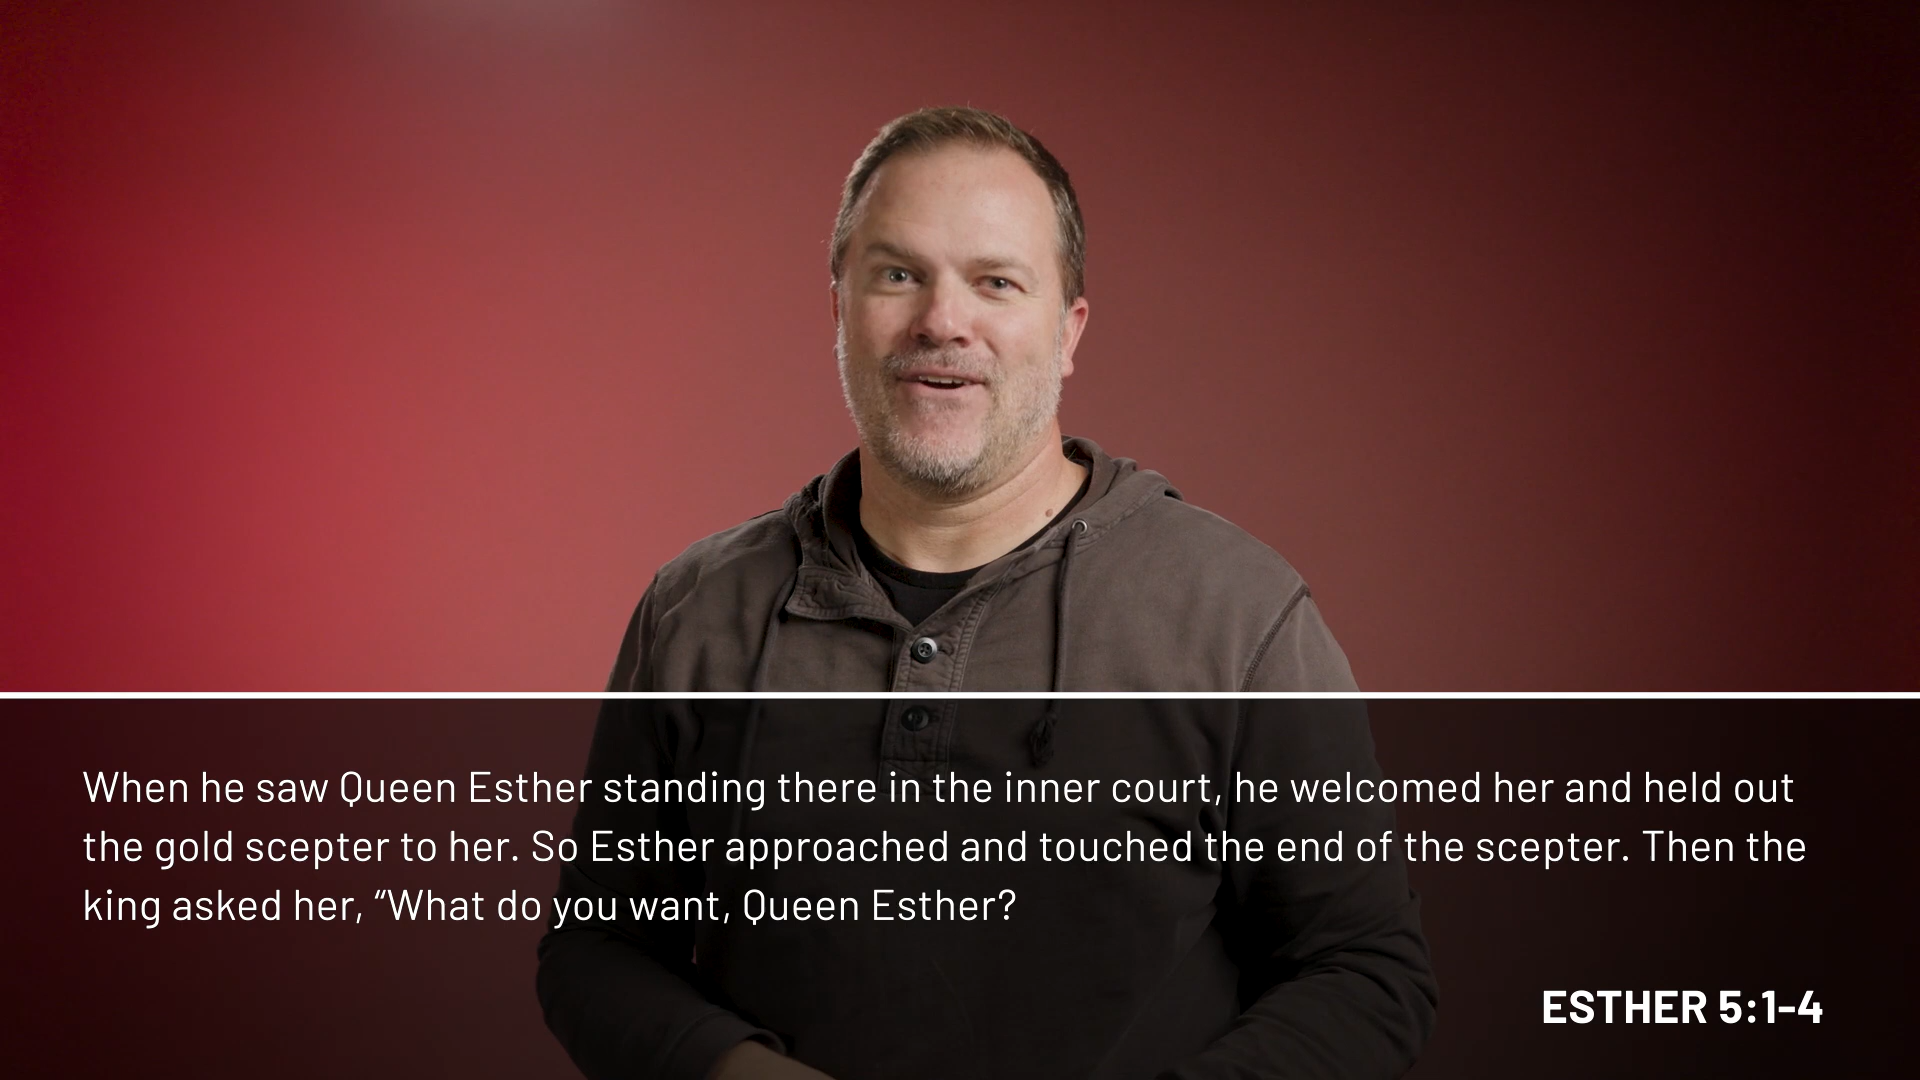 When he saw Queen Esther standing there in the inner court, he welcomed her and held out
the gold scepter to her. So Esther approached and touched the end of the scepter. Then the
king asked her, “What do you want, Queen Esther?
ESTHER 5:1-4